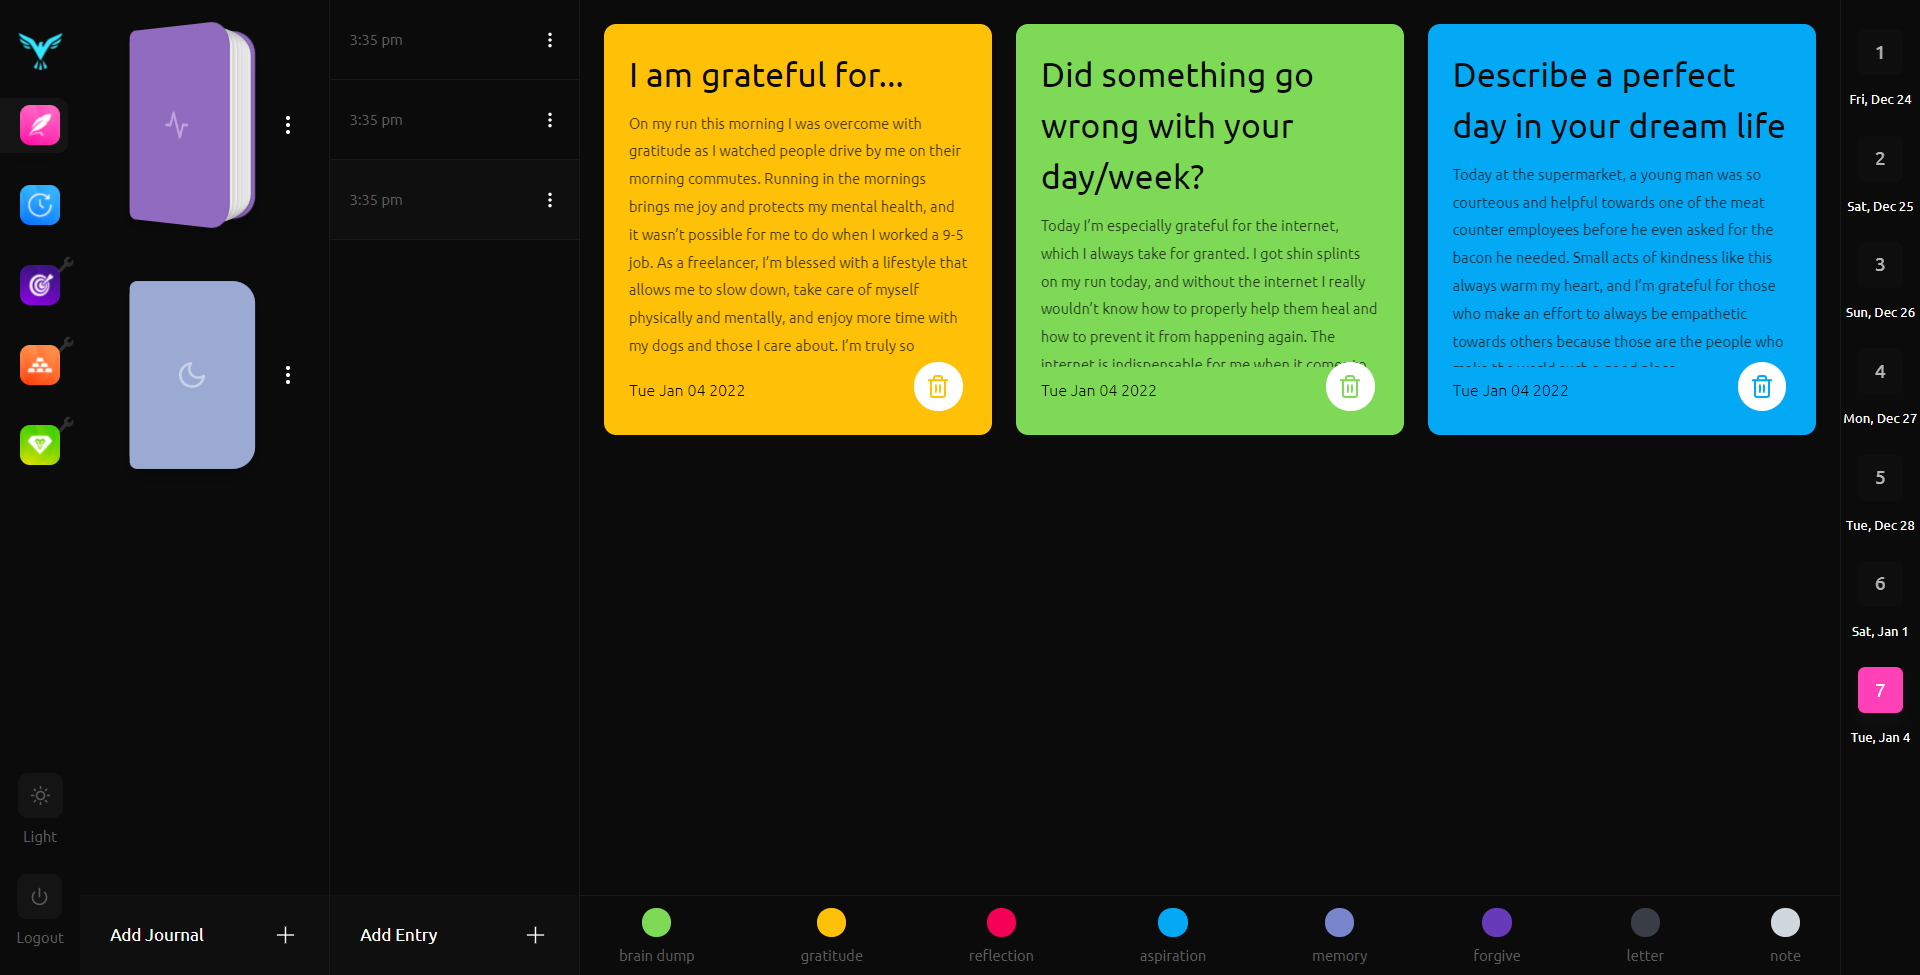 3:35 pm
3:35 pm
3:35 pm
I am grateful for...
On my run this morning I was overcome with
gratitude as I watched people drive by me on their
morning commutes. Running in the mornings
brings me joy and protects my mental health, and
it wasn’t possible for me to do when I worked a 9-5
job. As a freelancer, I’m blessed with a lifestyle that
allows me to slow down, take care of myself
physically and mentally, and enjoy more time with
my dogs and those I care about. I’m truly so
Tue Jan 04 2022
Did something go
wrong with your
day/week?
Today I’m especially grateful for the internet,
which I always take for granted. I got shin splints
on my run today, and without the internet I really
wouldn’t know how to properly help them heal and
how to prevent it from happening again. The
internet is indispensable for me when it comes to
Tue Jan 04 2022
Describe a perfect
day in your dream life
Today at the supermarket, a young man was so
courteous and helpful towards one of the meat
counter employees before he even asked for the
bacon he needed. Small acts of kindness like this
always warm my heart, and I’m grateful for those
who make an effort to always be empathetic
towards others because those are the people who
make the world such a good place
Tue Jan 04 2022
1
Fri, Dec 24
2
Sat, Dec 25
3
Sun, Dec 26
4
Mon, Dec 27
5
Tue, Dec 28
6
Sat, Jan 1
7
Tue, Jan 4
Light
Logout
Add Journal
Add Entry
brain dump
gratitude
reflection
aspiration
memory
forgive
letter
note